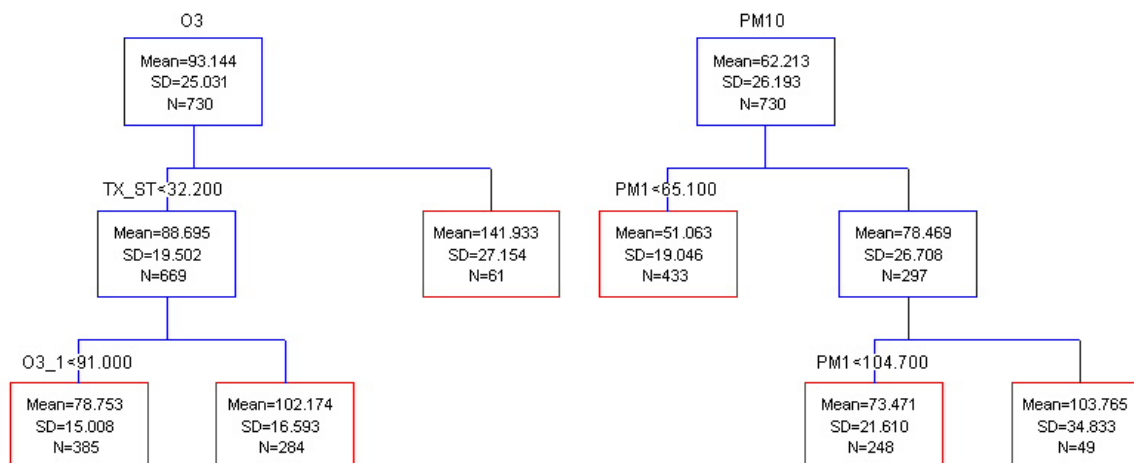 O3
Mean=93.144
SD=25.031
N=730
TX_ST<32.200
Mean=88.695
SD=19.502
N=669
Mean=141.933
SD=27.154
N=61
O3_1<91.000
Mean=78.753
SD=15.008
N=385
Mean=102.174
SD=16.593
N=284
PM10
Mean=62.213
SD=26.193
N=730
PM1<65.100
Mean=51.063
SD=19.046
N=433
Mean=78.469
SD=26.708
N=297
PM1<104.700
Mean=73.471
SD=21.610
N=248
Mean=103.765
SD=34.833
N=49